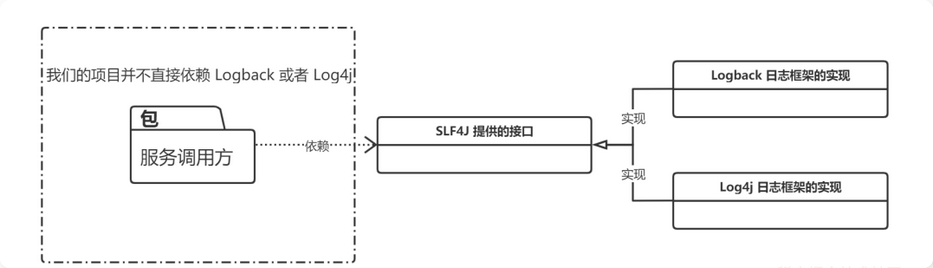 我们的项目并不直接依赖 Logback 或者 Log4j
包
服务调用方
依赖
SLF4J 提供的接口
实现
实现
Logback 日志框架的实现
Log4j 日志框架的实现